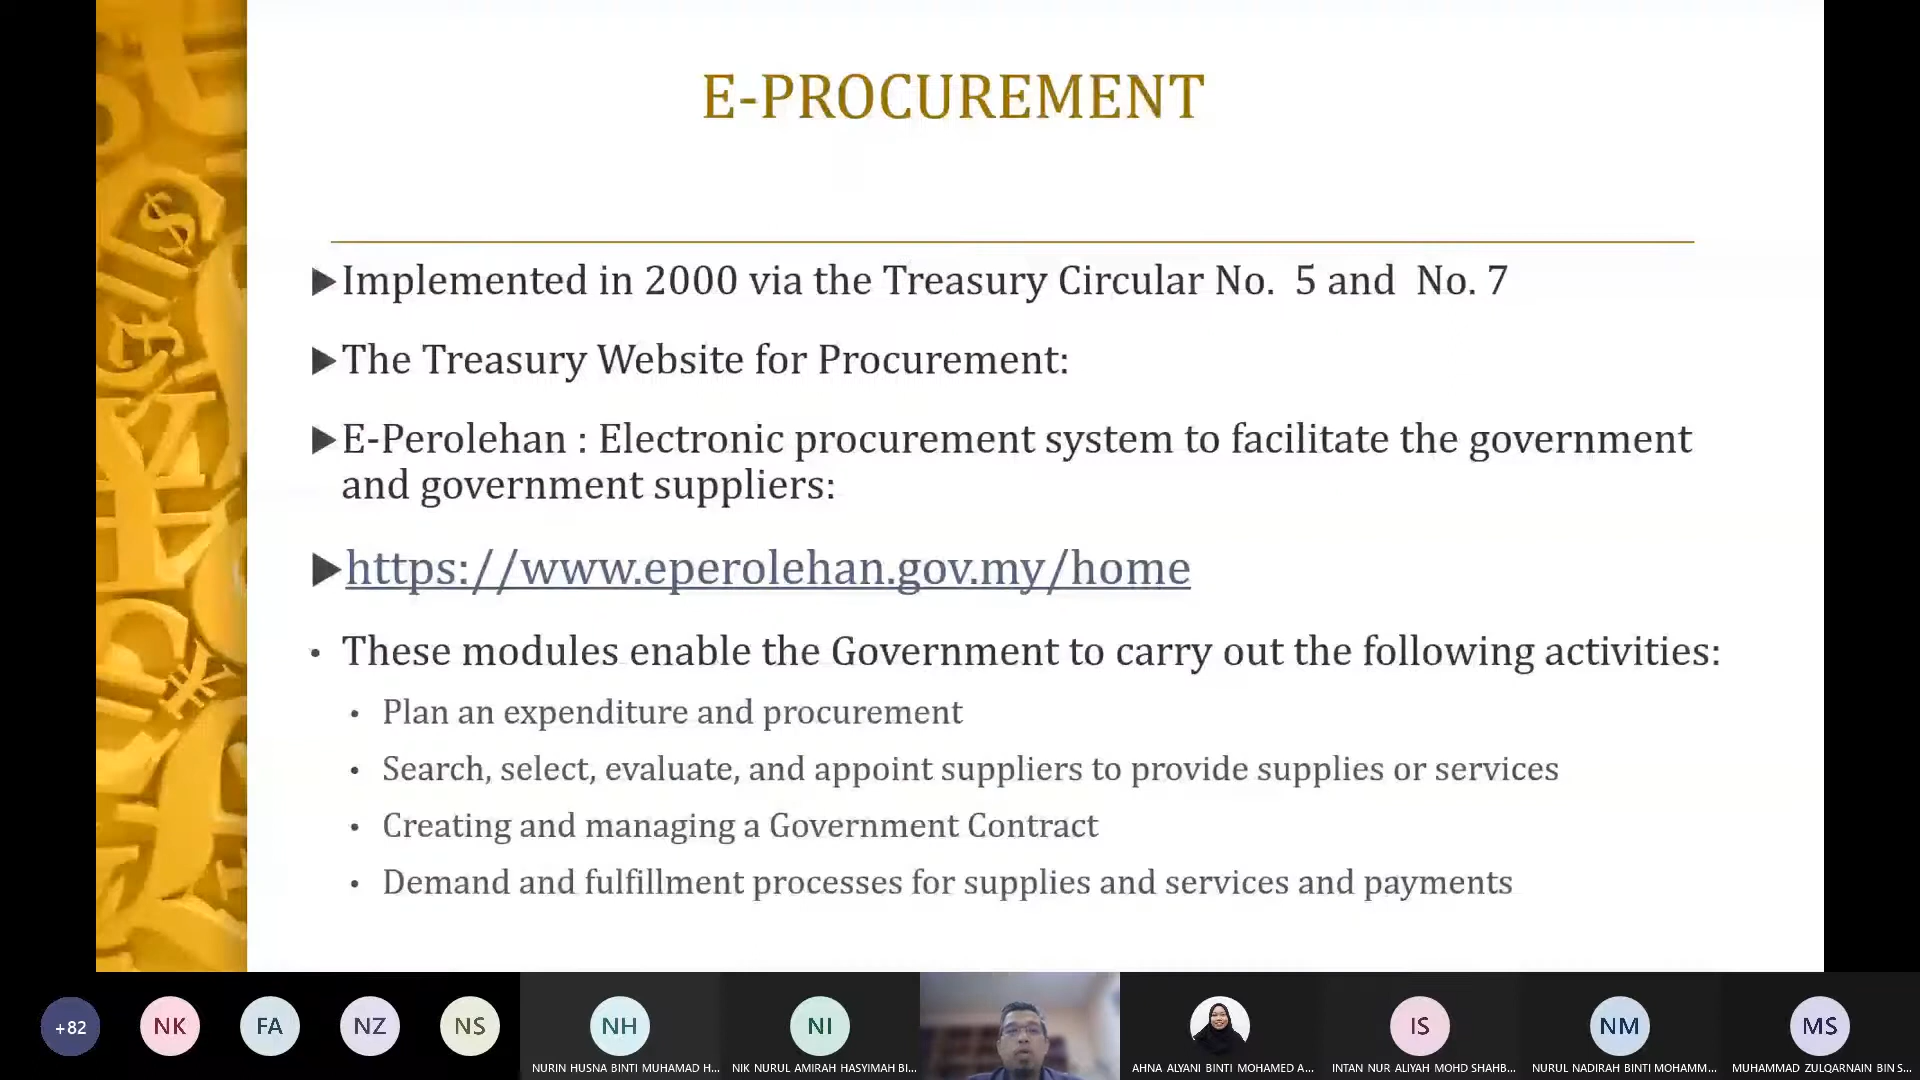 E-PROCUREMENT
Implemented in 2000 via the Treasury Circular No. 5 and No. 7
The Treasury Website for Procurement:
E-Perolehan : Electronic procurement system to facilitate the government
and government suppliers:
https://www.eperolehan.gov.my/home
These modules enable the Government to carry out the following activities:
Plan an expenditure and procurement
Search, select, evaluate, and appoint suppliers to provide supplies or services
Creating and managing a Government Contract
Demand and fulfillment processes for supplies and services and payments
+82
NK
FA
NZ
NS
NH
NI
IS
NM
MS
NURIN HUSNA BINTI MUHAMAD H...
NIK NURUL AMIRAH HASYIMAH BI...
AHNA ALYANI BINTI MOHAMED A...
INTAN NUR ALIYAH MOHD SHAHB...
NURUL NADIRAH BINTI MOHAMM...
MUHAMMAD ZULQARNAIN BIN S...